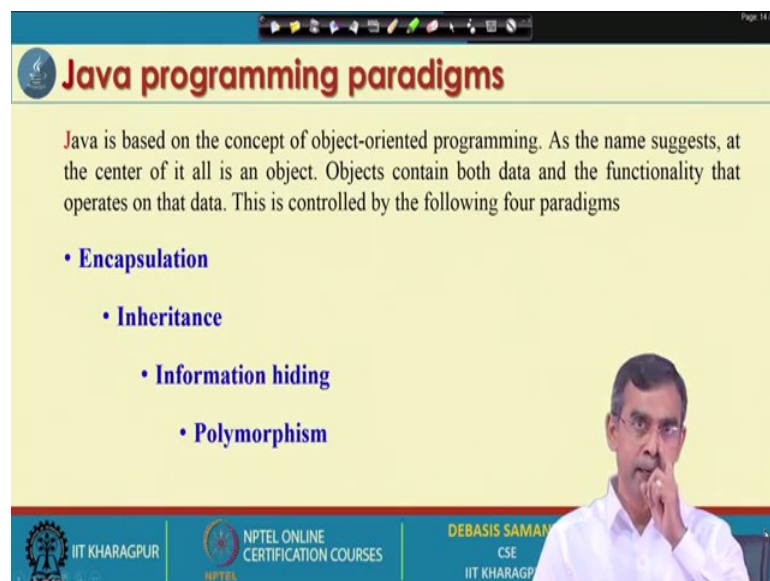 Page: 14
Java programming paradigms
Java is based on the concept of object-oriented programming. As the name suggests, at
the center of it all is an object. Objects contain both data and the functionality that
operates on that data. This is controlled by the following four paradigms
• Encapsulation
• Inheritance
• Information hiding
• Polymorphism
IIT KHARAGPUR
NPTEL
NPTEL ONLINE
CERTIFICATION COURSES
DEBASIS SAMAN
CSE
IIT KHARAGP